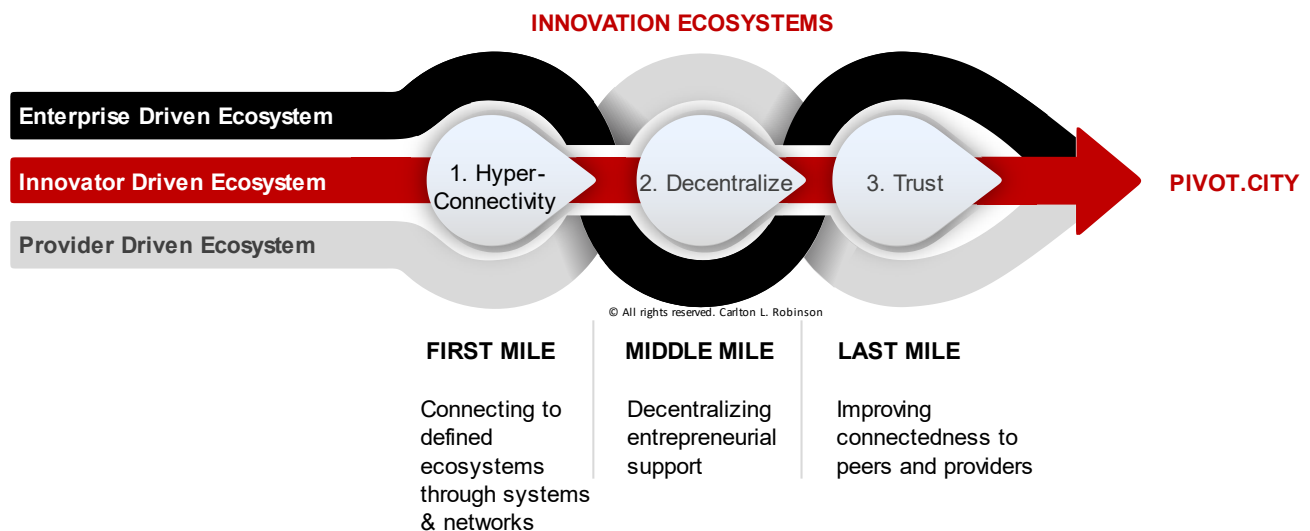 INNOVATION ECOSYSTEMS
Enterprise Driven Ecosystem
Innovator Driven Ecosystem
Provider Driven Ecosystem
1. Hyper-
Connectivity
2. Decentralize
3. Trust
PIVOT.CITY
© All rights reserved. Carlton L. Robinson
FIRST MILE
Connecting to
defined
ecosystems
through systems
& networks
MIDDLE MILE
Decentralizing
entrepreneurial
support
LAST MILE
Improving
connectedness to
peers and providers